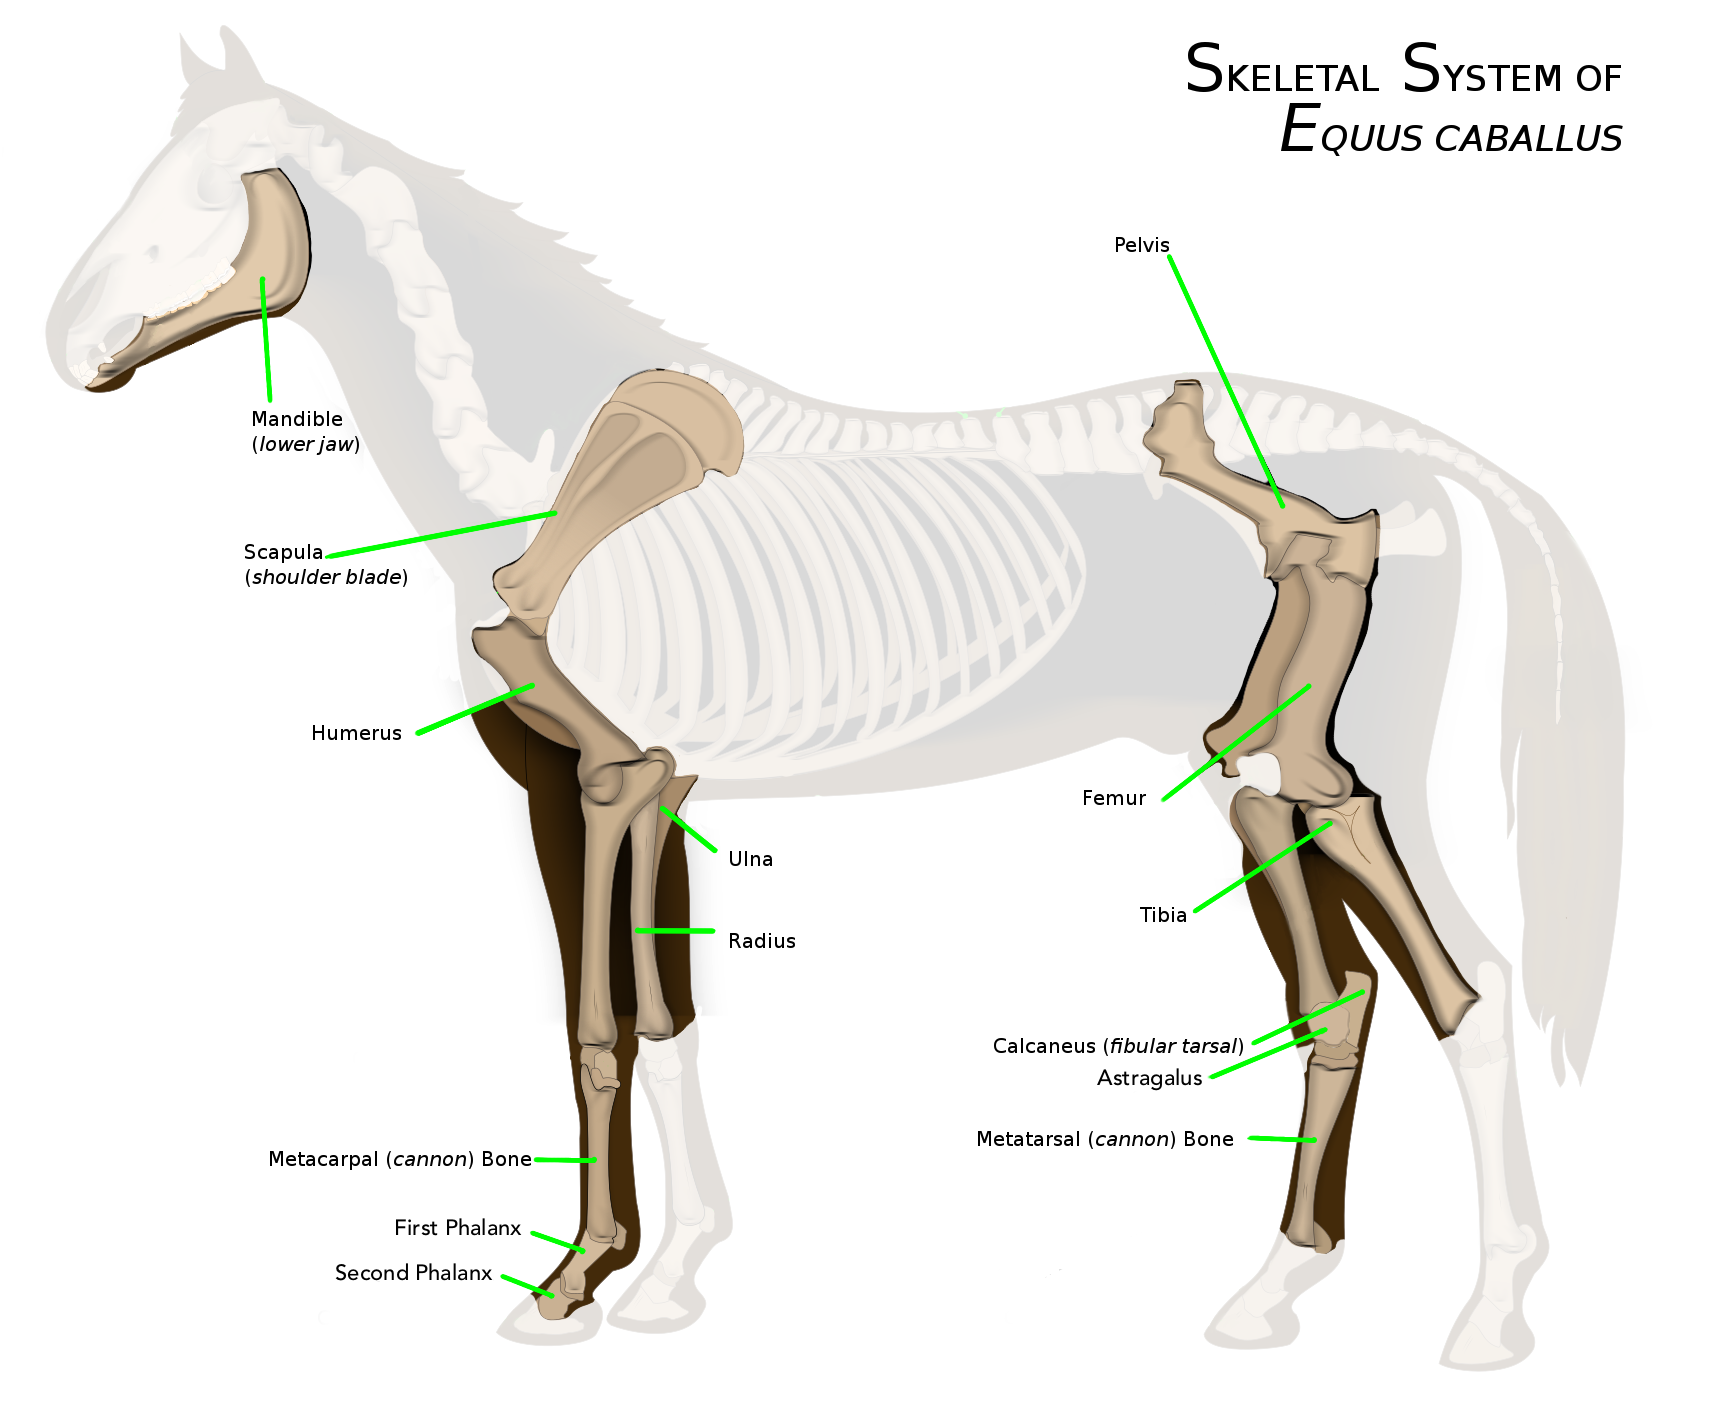 Skeletal System of
Equus caballus
Pelvis
Mandible
(lower jaw)
Scapula
(shoulder blade)
Humerus
Femur
Ulna
Tibia
Radius
Calcaneus (fibular tarsal)
Astragalus
Metatarsal (cannon) Bone
Metacarpal (cannon) Bone
First Phalanx
Second Phalanx